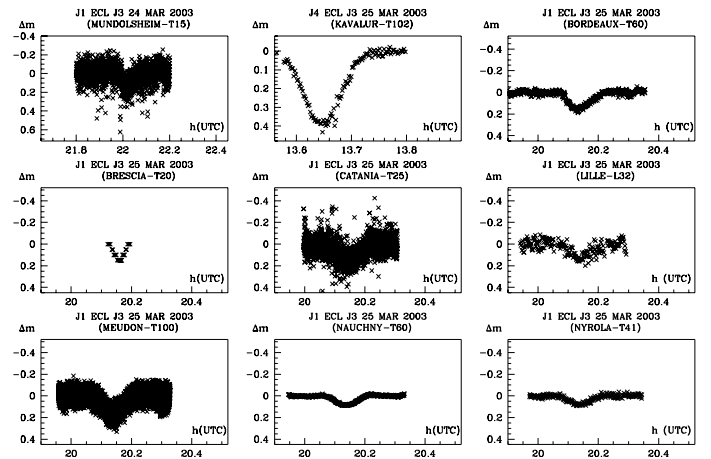 J1 ECL J3 24 MAR 2003
(MUNDOLSHEIM-T15)
Δm
-0.4
-0.2
0
0.2
0.4
0.6
h(UTC)
21.8 22 22.2 22.4
J4 ECL J3 25 MAR 2003
(KAVALUR-T102)
Δm
0
0.1
0.2
0.3
0.4
h(UTC)
13.6 13.7 13.8
J1 ECL J3 25 MAR 2003
(BORDEAUX-T60)
Δm
-0.4
-0.2
0
0.2
0.4
h (UTC)
20 20.2 20.4
J1 ECL J3 25 MAR 2003
(BRESCIA-T20)
Δm
-0.4
-0.2
0
0.2
0.4
h(UTC)
20 20.2 20.4
J1 ECL J3 25 MAR 2003
(CATANIA-T25)
Δm
-0.4
-0.2
0
0.2
0.4
h(UTC)
20 20.2 20.4
J1 ECL J3 25 MAR 2003
(LILLE-L32)
Δm
-0.4
-0.2
0
0.2
0.4
h(UTC)
20 20.2 20.4
J1 ECL J3 25 MAR 2003
(MEUDON-T100)
Δm
-0.4
-0.2
0
0.2
0.4
h(UTC)
20 20.2 20.4
J1 ECL J3 25 MAR 2003
(NAUCHNY-T60)
Δm
-0.4
-0.2
0
0.2
0.4
h(UTC)
20 20.2 20.4
J1 ECL J3 25 MAR 2003
(NYROLA-T41)
Δm
-0.4
-0.2
0
0.2
0.4
h (UTC)
20 20.2 20.4